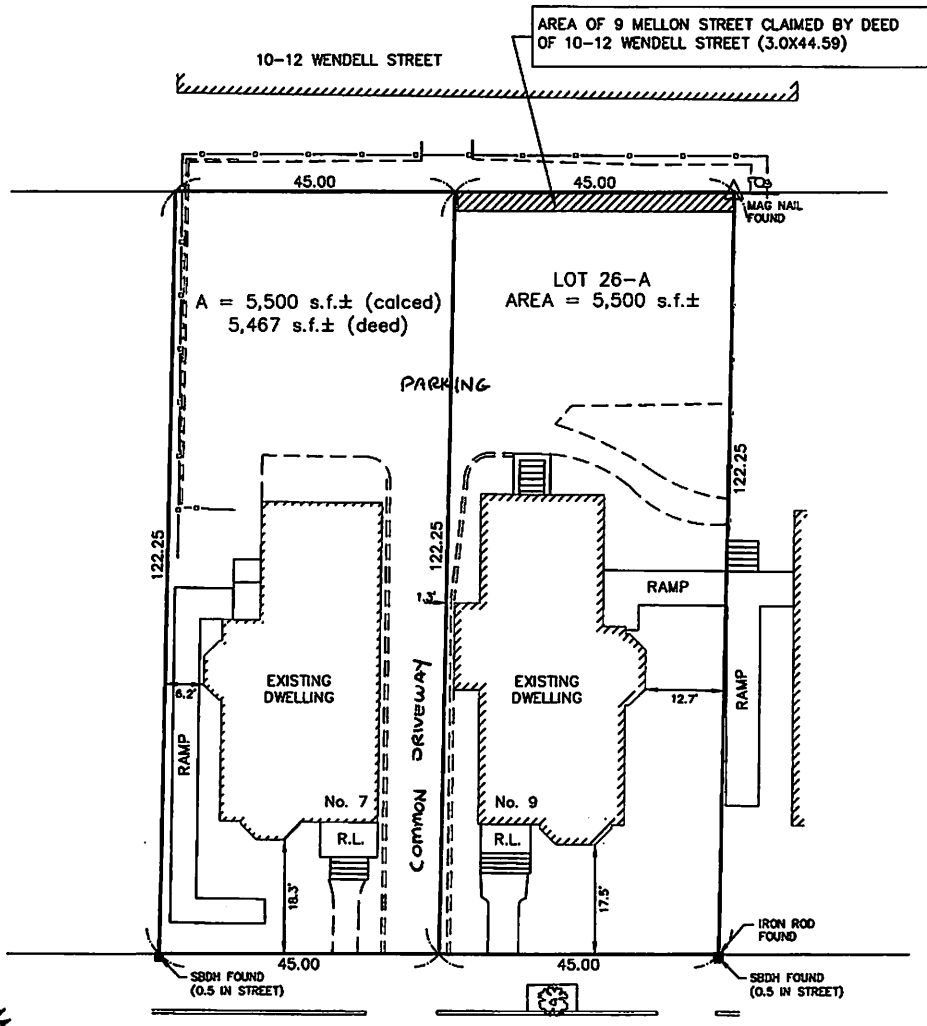 AREA OF 9 MELLON STREET CLAIMED BY DEED
OF 10-12 WENDELL STREET (3.0X44.59)
10-12 WENDELL STREET
45.00
45.00
MAG NAIL
FOUND
A = 5,500 s.f.± (calced)
5,467 s.f.± (deed)
LOT 26-A
AREA = 5,500 s.f.±
PARKING
122.25
122.25
122.25
1.3'
RAMP
EXISTING
DWELLING
EXISTING
DWELLING
6.2'
12.7'
RAMP
RAMP
COMMON DRIVEWAY
No. 7
No. 9
R.L.
R.L.
18.3'
17.5'
IRON ROD
FOUND
45.00
45.00
SBDH FOUND
(0.5 IN STREET)
SBDH FOUND
(0.5 IN STREET)